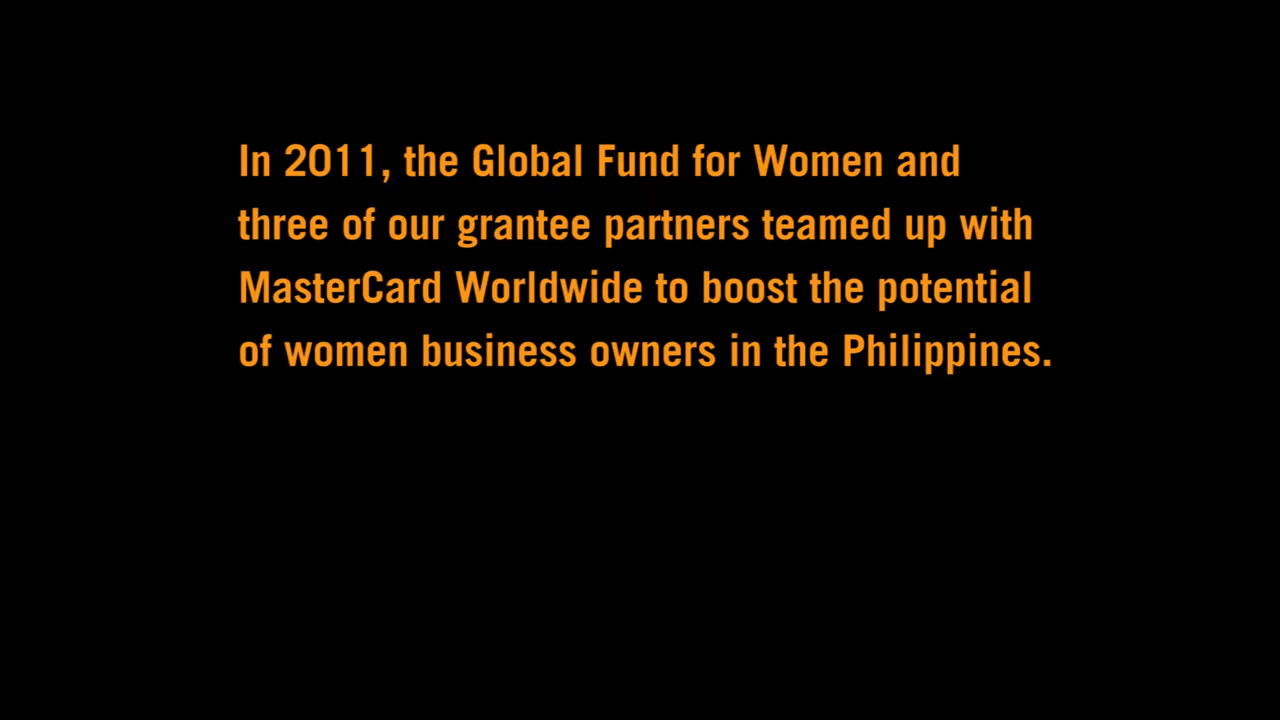 In 2011, the Global Fund for Women and
three of our grantee partners teamed up with
MasterCard Worldwide to boost the potential
of women business owners in the Philippines.